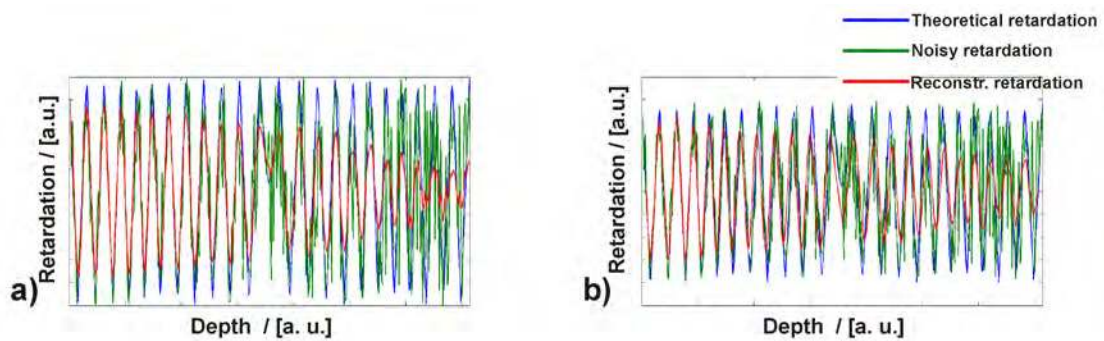 Theoretical retardation
Noisy retardation
Reconstr. retardation
Retardation / [a.u.]
a)
Depth / [a. u.]
Retardation / [a.u.]
b)
Depth / [a. u.]